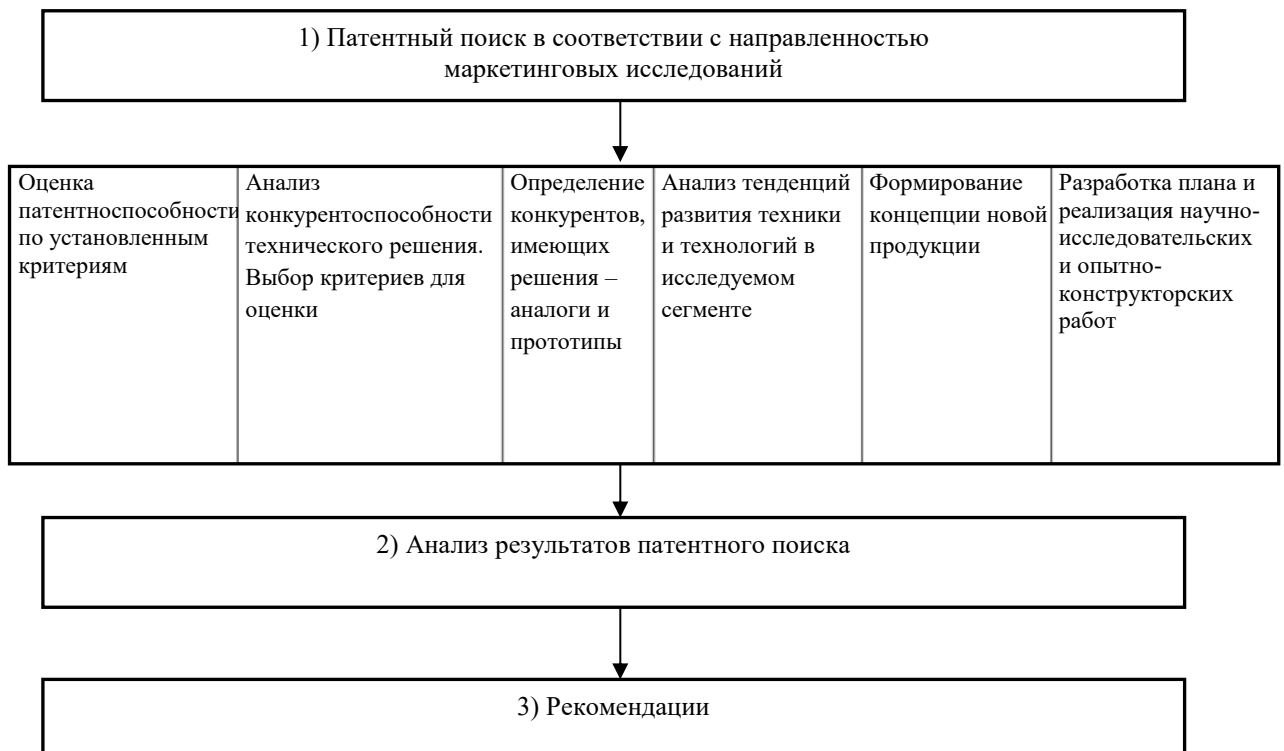 1) Патентный поиск в соответствии с направленностью
маркетинговых исследований
Оценка
патентноспособности
по установленным
критериям
Анализ
конкурентоспособности
технического решения.
Выбор критериев для
оценки
Определение
конкурентов,
имеющих
решения –
аналоги и
прототипы
Анализ тенденций
развития техники
и технологий в
исследуемом
сегменте
Формирование
концепции новой
продукции
Разработка плана и
реализация научно-
исследовательских
и опытно-
конструкторских
работ
2) Анализ результатов патентного поиска
3) Рекомендации